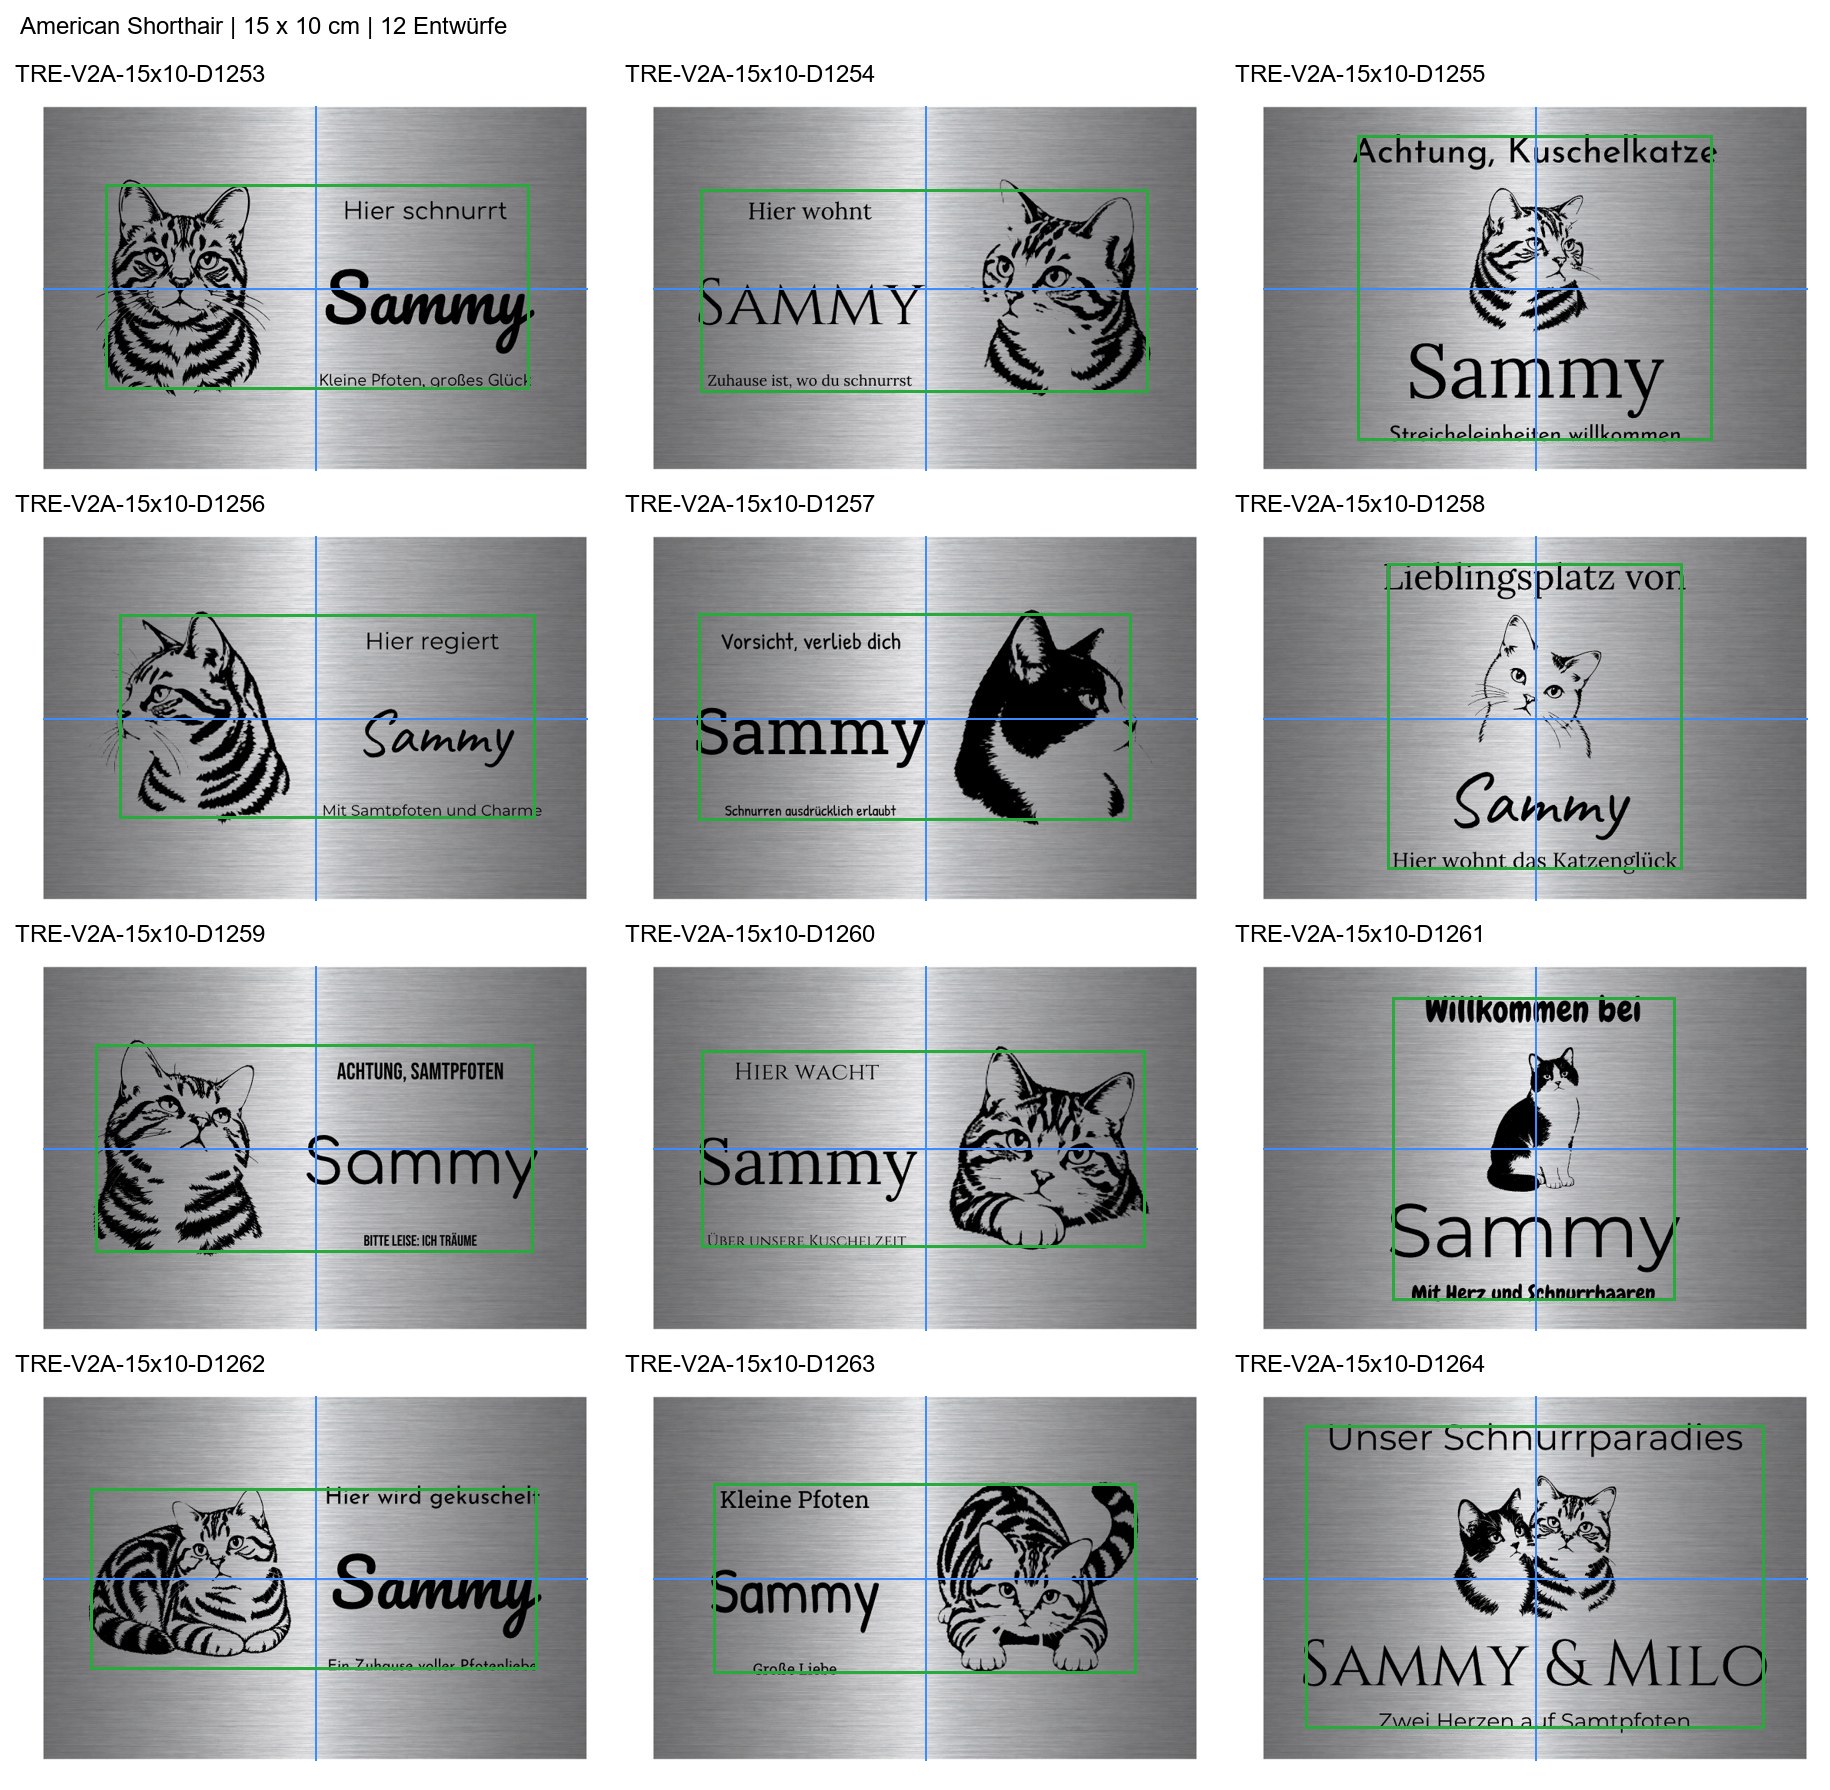 American Shorthair | 15 x 10 cm | 12 Entwürfe
TRE-V2A-15x10-D1253
Hier schnurrt
Sammy
Kleine Pfoten, großes Glück
TRE-V2A-15x10-D1254
Hier wohnt
SAMMY
Zuhause ist, wo du schnurrst
TRE-V2A-15x10-D1255
Achtung, Kuschelkatze
Sammy
Streicheleinheiten willkommen
TRE-V2A-15x10-D1256
Hier regiert
Sammy
Mit Samtpfoten und Charme
TRE-V2A-15x10-D1257
Vorsicht, verlieb dich
Sammy
Schnurren ausdrücklich erlaubt
TRE-V2A-15x10-D1258
Lieblingsplatz von
Sammy
Hier wohnt das Katzenglück
TRE-V2A-15x10-D1259
ACHTUNG, SAMTPFOTEN
Sammy
BITTE LEISE: ICH TRÄUME
TRE-V2A-15x10-D1260
HIER WACHT
Sammy
ÜBER UNSERE KUSCHELZEIT
TRE-V2A-15x10-D1261
Willkommen bei
Sammy
Mit Herz und Schnurrhaaren
TRE-V2A-15x10-D1262
Hier wird gekuschelt
Sammy
Ein Zuhause voller Pfotenliebe
TRE-V2A-15x10-D1263
Kleine Pfoten
Sammy
Große Liebe
TRE-V2A-15x10-D1264
Unser Schnurrparadies
SAMMY & MILO
Zwei Herzen auf Samtpfoten